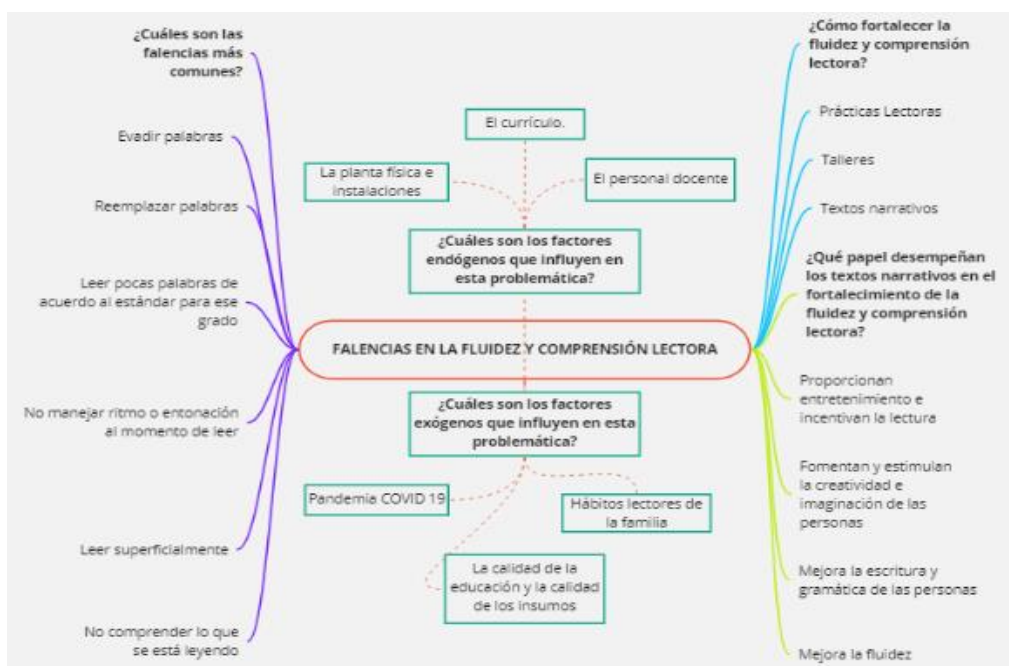 ¿Cuáles son las
falencias más
comunes?
Evadir palabras
Reemplazar palabras
Leer pocas palabras de
acuerdo al estándar para ese
grado
No manejar ritmo o entonación
al momento de leer
Leer superficialmente
No comprender lo que
se está leyendo
El currículo.
La planta física e
instalaciones
El personal docente
¿Cuáles son los factores
endógenos que influyen en
esta problemática?
FALENCIAS EN LA FLUIDEZ Y COMPRENSIÓN LECTORA
¿Cuáles son los factores
exógenos que influyen en esta
problemática?
Pandemia COVID 19
Hábitos lectores de
la familia
La calidad de la
educación y la calidad
de los insumos
¿Cómo fortalecer la
fluidez y comprensión
lectora?
Prácticas Lectoras
Talleres
Textos narrativos
¿Qué papel desempeñan
los textos narrativos en el
fortalecimiento de la
fluidez y comprensión
lectora?
Proporcionan
entretenimiento e
incentivan la lectura
Fomentan y estimulan
la creatividad e
imaginación de las
personas
Mejora la escritura y
gramática de las personas
Mejora la fluidez